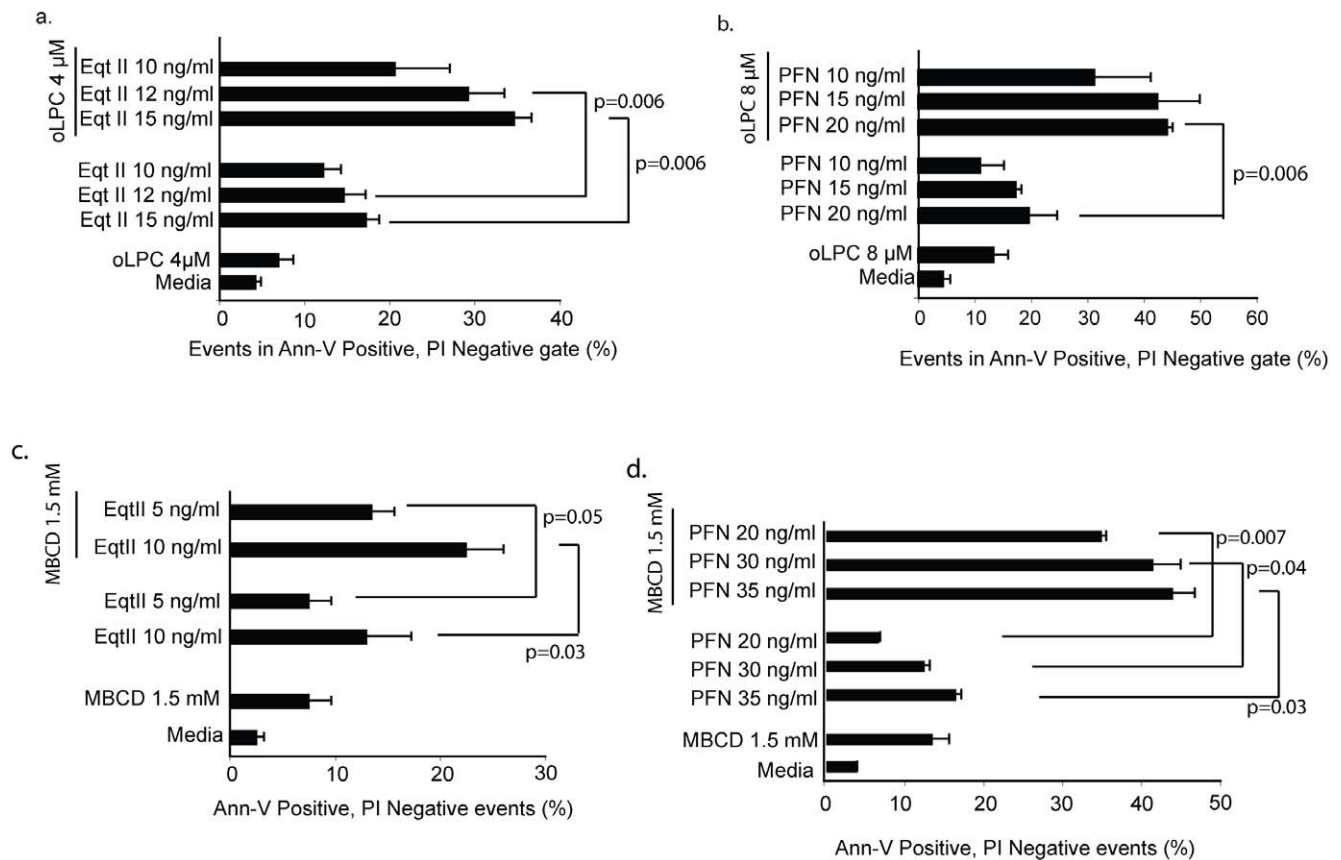 a.
oLPC 4 µM
Eqt II 10 ng/ml
Eqt II 12 ng/ml
Eqt II 15 ng/ml
p=0.006
p=0.006
Eqt II 10 ng/ml
Eqt II 12 ng/ml
Eqt II 15 ng/ml
oLPC 4µM
Media
0 10 20 30 40
Events in Ann-V Positive, PI Negative gate (%)
b.
oLPC 8 µM
PFN 10 ng/ml
PFN 15 ng/ml
PFN 20 ng/ml
PFN 10 ng/ml
PFN 15 ng/ml
PFN 20 ng/ml
p=0.006
oLPC 8 µM
Media
0 10 20 30 40 50 60
Events in Ann-V Positive, PI Negative gate (%)
c.
MBCD 1.5 mM
EqtII 5 ng/ml
EqtII 10 ng/ml
p=0.05
EqtII 5 ng/ml
EqtII 10 ng/ml
p=0.03
MBCD 1.5 mM
Media
0 10 20 30
Ann-V Positive, PI Negative events (%)
d.
MBCD 1.5 mM
PFN 20 ng/ml
PFN 30 ng/ml
PFN 35 ng/ml
p=0.007
p=0.04
PFN 20 ng/ml
PFN 30 ng/ml
PFN 35 ng/ml
p=0.03
MBCD 1.5 mM
Media
0 10 20 30 40 50
Ann-V Positive, PI Negative events (%)